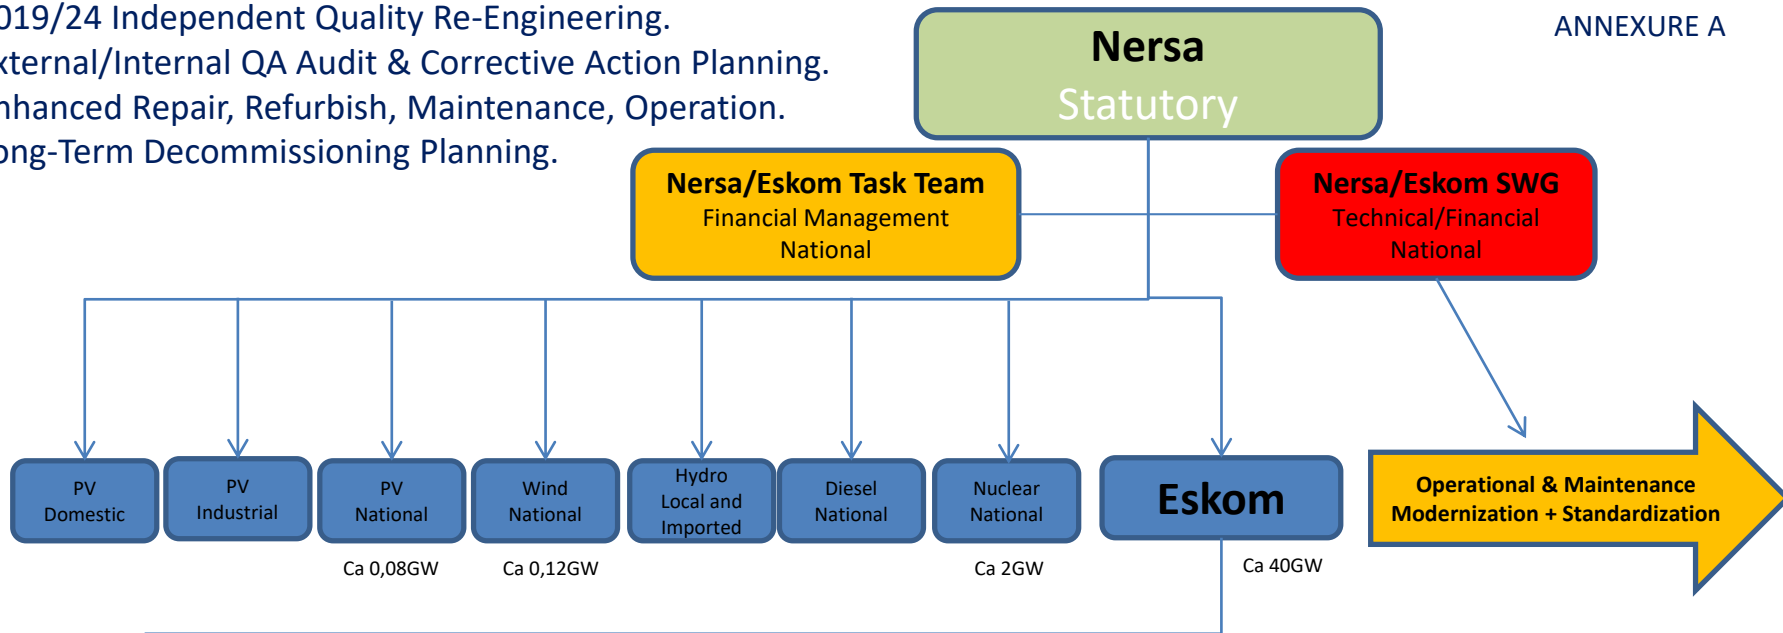 019/24 Independent Quality Re-Engineering.
xternal/Internal QA Audit & Corrective Action Planning.
nhanced Repair, Refurbish, Maintenance, Operation.
ong-Term Decommissioning Planning.
ANNEXURE A
Nersa
Statutory
Nersa/Eskom Task Team
Financial Management
National
Nersa/Eskom SWG
Technical/Financial
National
PV
Domestic
PV
Industrial
PV
National
Wind
National
Hydro
Local and
Imported
Diesel
National
Nuclear
National
Eskom
Operational & Maintenance
Modernization + Standardization
Ca 0,08GW
Ca 0,12GW
Ca 2GW
Ca 40GW